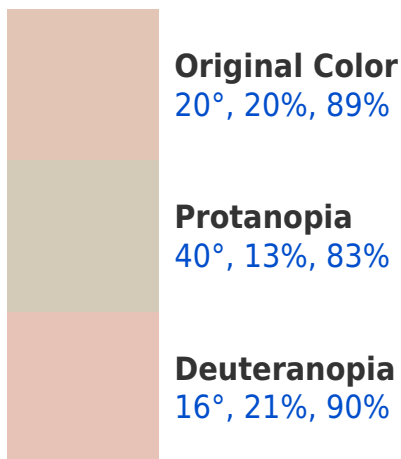 Original Color
20°, 20%, 89%
Protanopia
40°, 13%, 83%
Deuteranopia
16°, 21%, 90%